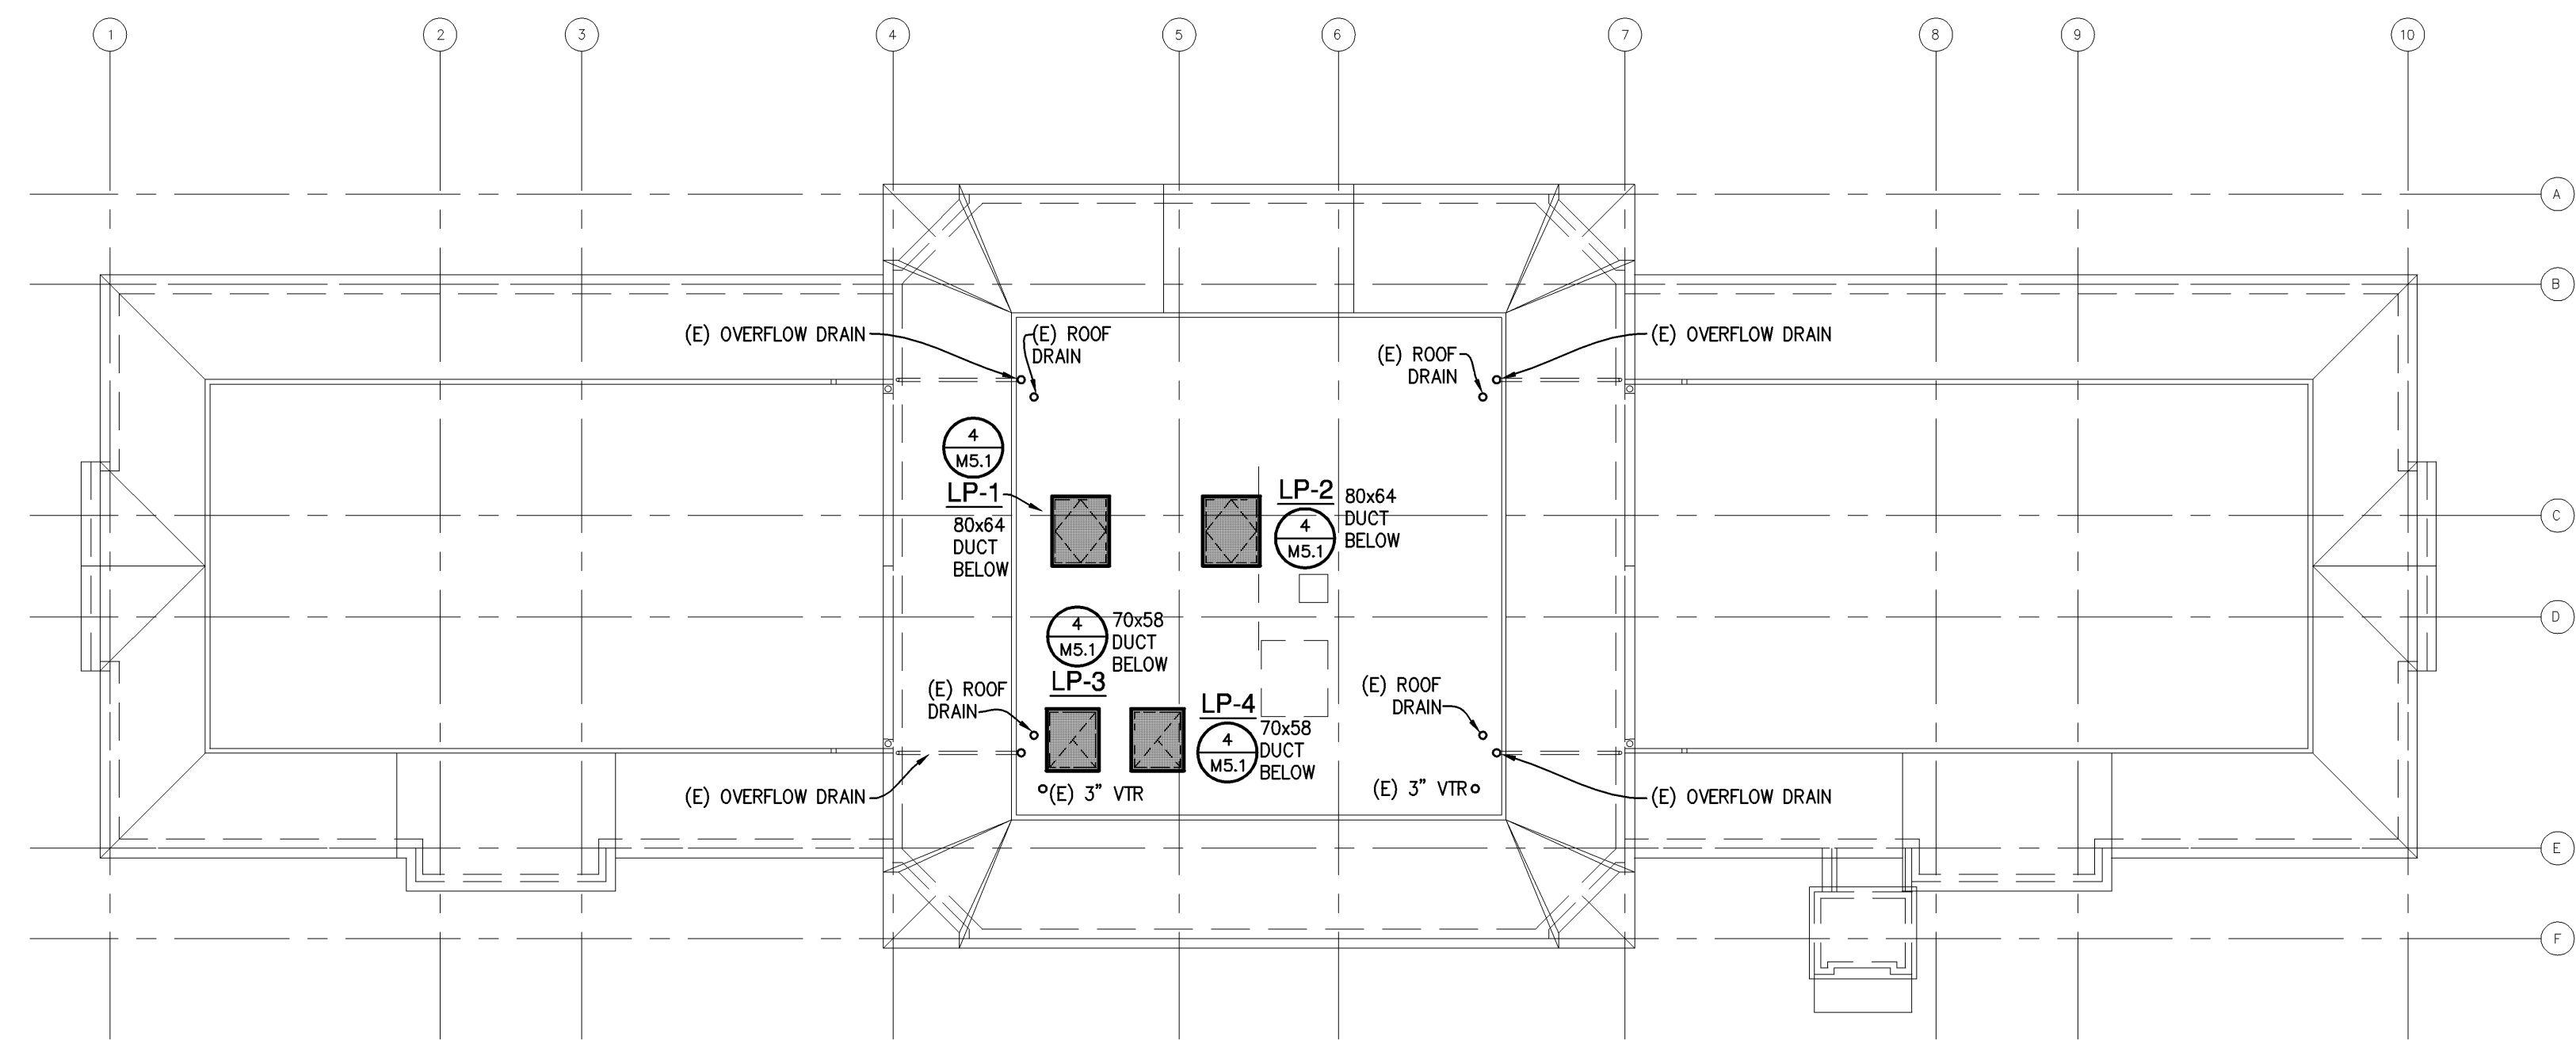 1
2
3
4
5
6
7
8
9
10
A
B
(E) OVERFLOW DRAIN
(E) ROOF
DRAIN
(E) ROOF
DRAIN
(E) OVERFLOW DRAIN
4
M5.1
LP-1
80x64
DUCT
BELOW
LP-2
4
M5.1
80x64
DUCT
BELOW
C
4
M5.1
70x58
DUCT
BELOW
LP-3
D
(E) ROOF
DRAIN
LP-4
4
M5.1
70x58
DUCT
BELOW
(E) ROOF
DRAIN
(E) OVERFLOW DRAIN
(E) 3" VTR
(E) 3" VTR
(E) OVERFLOW DRAIN
E
F